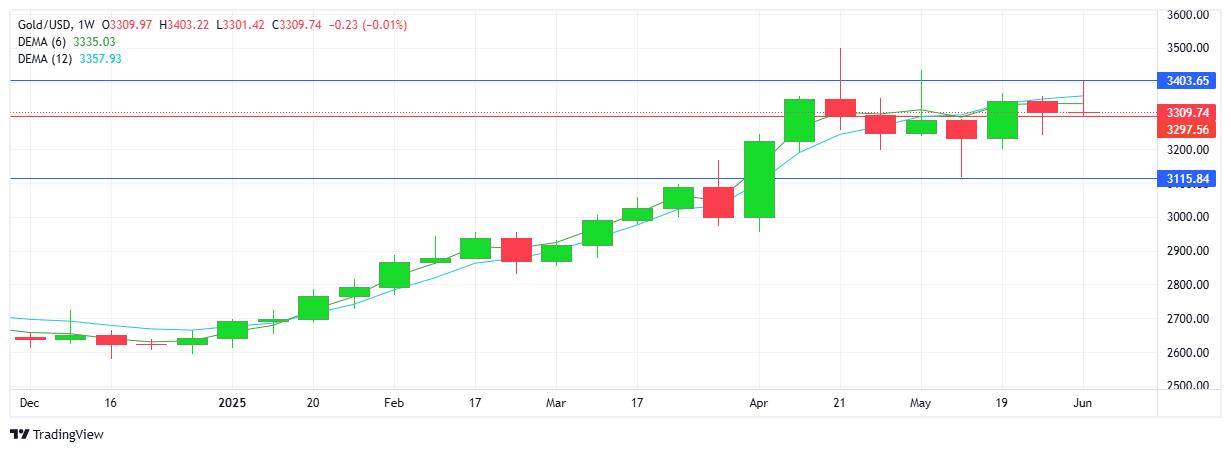 Gold/USD, 1W O3309.97 H3403.22 L3301.42 C3309.74 −0.23 (−0.01%)
DEMA (6) 3335.03
DEMA (12) 3357.93
3600.00
3500.00
3403.65
3309.74
3297.56
3200.00
3115.84
3000.00
2900.00
2800.00
2700.00
2600.00
2500.00
Dec 16 2025 20 Feb 17 Mar 17 Apr 21 May 19 Jun
TradingView